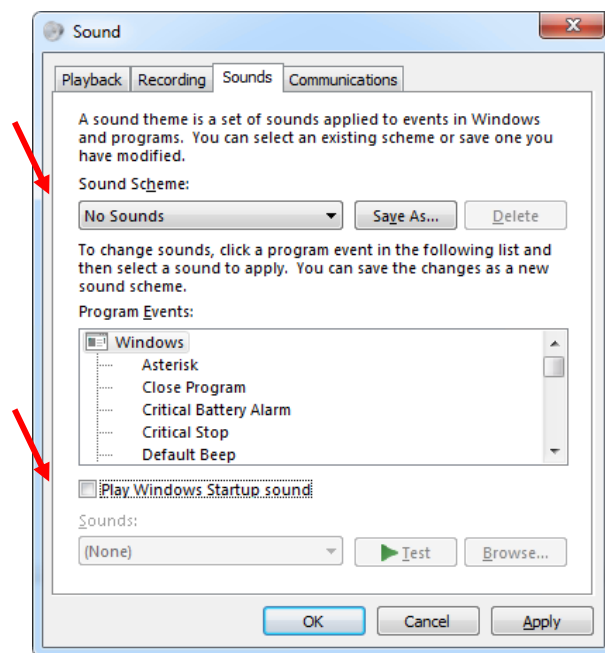 Sound
Playback Recording Sounds Communications
A sound theme is a set of sounds applied to events in Windows
and programs. You can select an existing scheme or save one you
have modified.
Sound Scheme:
No Sounds Save As... Delete
To change sounds, click a program event in the following list and
then select a sound to apply. You can save the changes as a new
sound scheme.
Program Events:
Windows
Asterisk
Close Program
Critical Battery Alarm
Critical Stop
Default Beep
Play Windows Startup sound
Sounds:
(None) Test Browse...
OK Cancel Apply